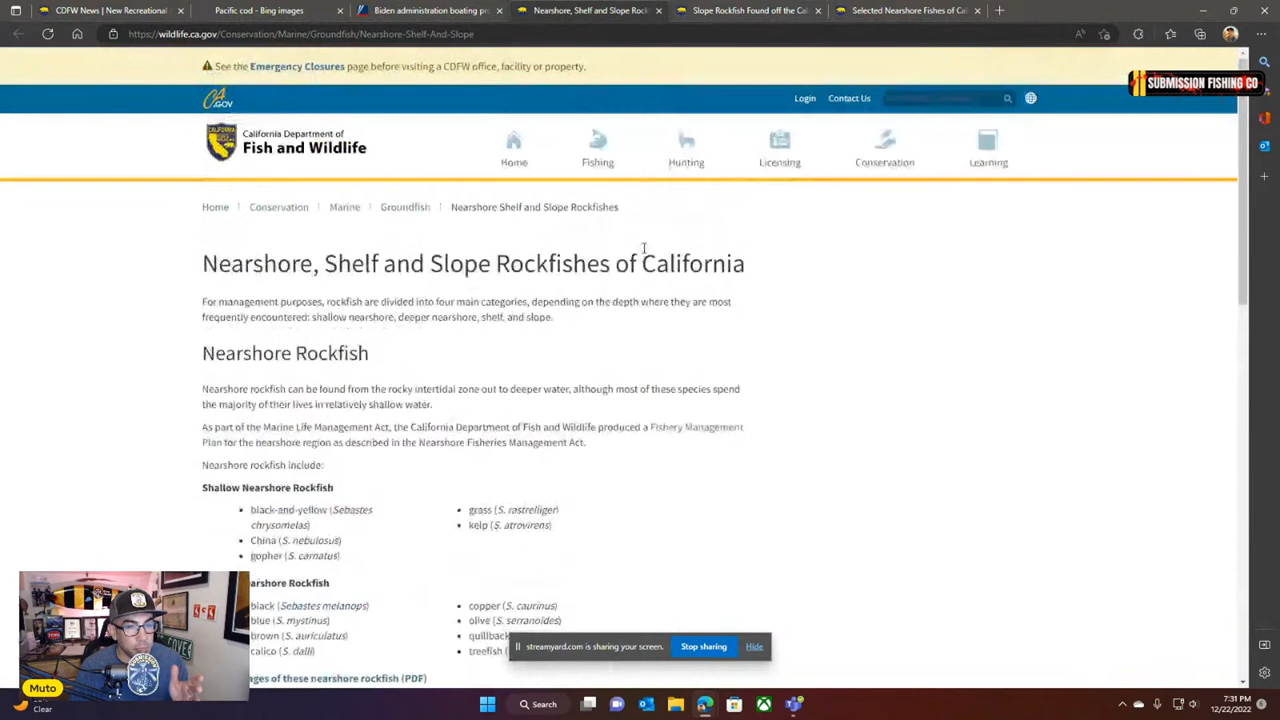 CDFW News | New Recreational
Pacific cod - Bing images
Biden administration boating pro
Nearshore, Shelf and Slope Rock
Slope Rockfish Found off the Cal
Selected Nearshore Fishes of Cal
https://wildlife.ca.gov/Conservation/Marine/Groundfish/Nearshore-Shelf-And-Slope
See the Emergency Closures page before visiting a CDFW office, facility or property.
SUBMISSION FISHING CO
CA.GOV
Login
Contact Us
California Department of
Fish and Wildlife
Home
Fishing
Hunting
Licensing
Conservation
Learning
Home
Conservation
Marine
Groundfish
Nearshore Shelf and Slope Rockfishes
Nearshore, Shelf and Slope Rockfishes of California
For management purposes, rockfish are divided into four main categories, depending on the depth where they are most
frequently encountered: shallow nearshore, deeper nearshore, shelf, and slope.
Nearshore Rockfish
Nearshore rockfish can be found from the rocky intertidal zone out to deeper water, although most of these species spend
the majority of their lives in relatively shallow water.
As part of the Marine Life Management Act, the California Department of Fish and Wildlife produced a Fishery Management
Plan for the nearshore region as described in the Nearshore Fisheries Management Act.
Nearshore rockfish include:
Shallow Nearshore Rockfish
• black-and-yellow (Sebastes
chrysomelas)
• China (S. nebulosus)
• gopher (S. carnatus)
• grass (S. rastrelliger)
• kelp (S. atrovirens)
arshore Rockfish
black (Sebastes melanops)
blue (S. mystinus)
brown (S. auriculatus)
calico (S. dalli)
• copper (S. caurinus)
• olive (S. serranoides)
• quillback
• treefish (
ages of these nearshore rockfish (PDF)
streamyard.com is sharing your screen.
Stop sharing
Hide
Muto
Clear
Search
7:31 PM
12/22/2022